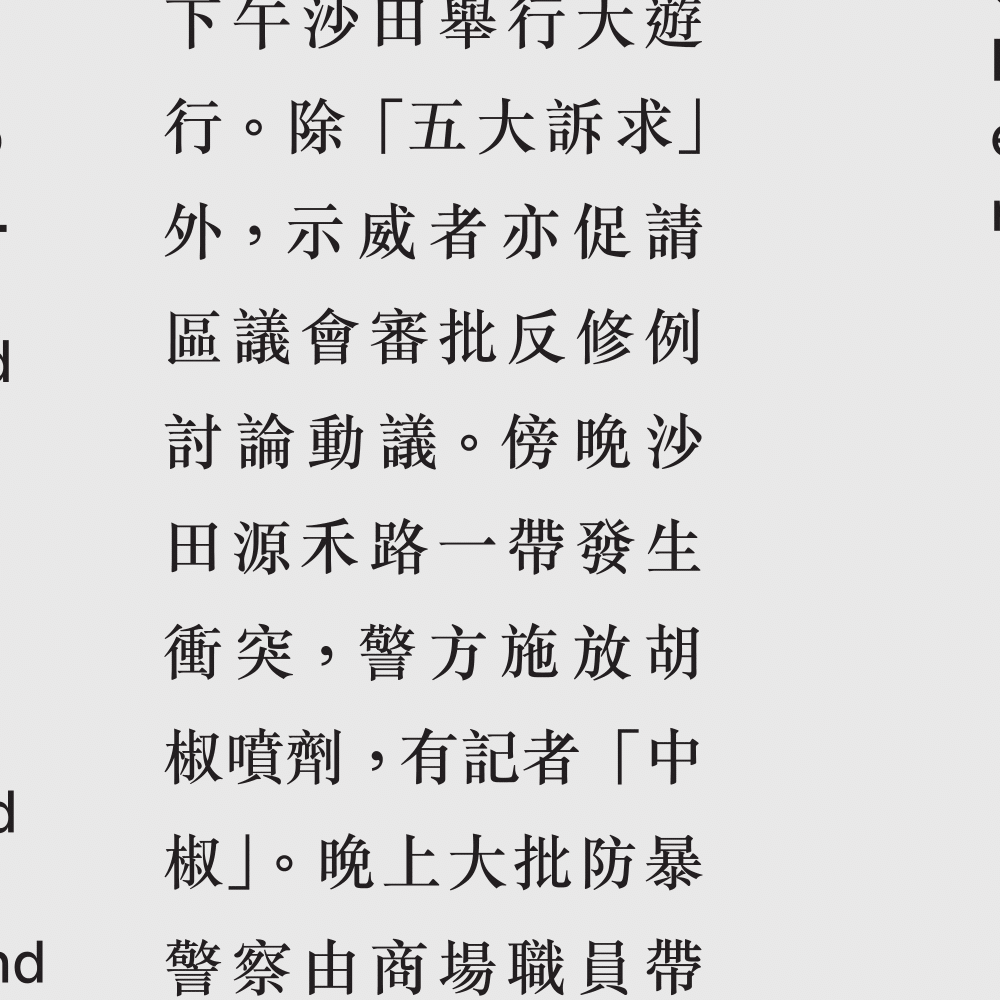 下午沙田舉行大遊
行。除「五大訴求」
外，示威者亦促請
區議會審批反修例
討論動議。傍晚沙
田源禾路一帶發生
衝突，警方施放胡
椒噴劑，有記者「中
椒」。晚上大批防暴
警察由商場職員帶